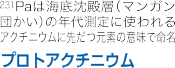 231Paは海底沈殿層(マンガン
団かい)の年代測定に使われる
アクチニウムに先だつ元素の意味で命名
プロトアクチニウム